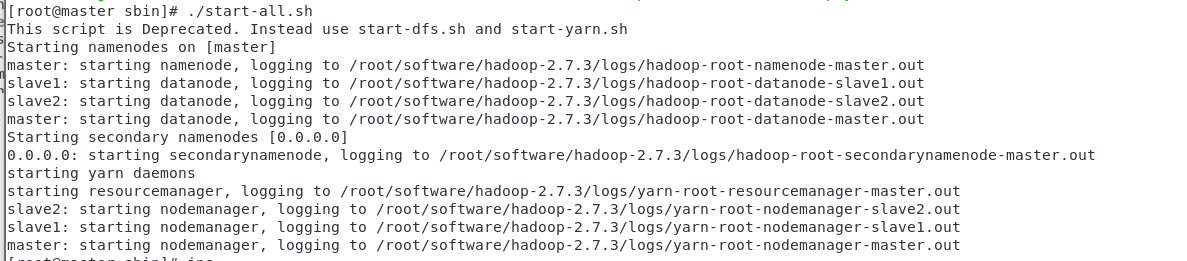 [root@master sbin]# ./start-all.sh
This script is Deprecated. Instead use start-dfs.sh and start-yarn.sh
Starting namenodes on [master]
master: starting namenode, logging to /root/software/hadoop-2.7.3/logs/hadoop-root-namenode-master.out
slave1: starting datanode, logging to /root/software/hadoop-2.7.3/logs/hadoop-root-datanode-slave1.out
slave2: starting datanode, logging to /root/software/hadoop-2.7.3/logs/hadoop-root-datanode-slave2.out
master: starting datanode, logging to /root/software/hadoop-2.7.3/logs/hadoop-root-datanode-master.out
Starting secondary namenodes [0.0.0.0]
0.0.0.0: starting secondarynamenode, logging to /root/software/hadoop-2.7.3/logs/hadoop-root-secondarynamenode-master.out
starting yarn daemons
starting resourcemanager, logging to /root/software/hadoop-2.7.3/logs/yarn-root-resourcemanager-master.out
slave2: starting nodemanager, logging to /root/software/hadoop-2.7.3/logs/yarn-root-nodemanager-slave2.out
slave1: starting nodemanager, logging to /root/software/hadoop-2.7.3/logs/yarn-root-nodemanager-slave1.out
master: starting nodemanager, logging to /root/software/hadoop-2.7.3/logs/yarn-root-nodemanager-master.out